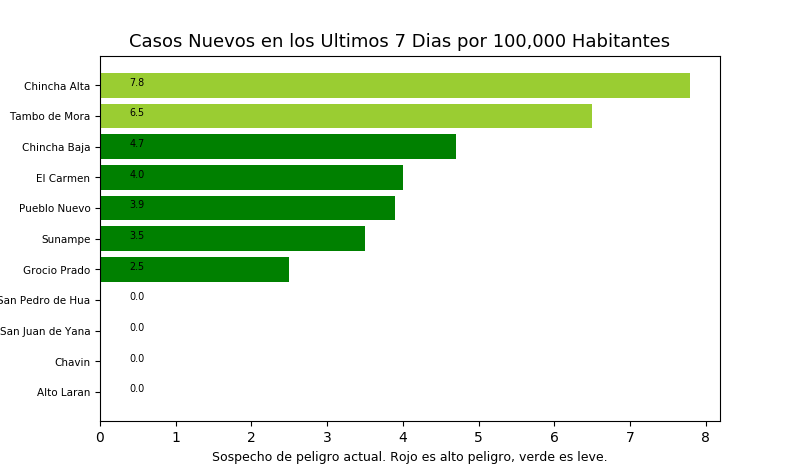 Casos Nuevos en los Ultimos 7 Dias por 100,000 Habitantes
Chincha Alta 7.8
Tambo de Mora 6.5
Chincha Baja 4.7
El Carmen 4.0
Pueblo Nuevo 3.9
Sunampe 3.5
Grocio Prado 2.5
San Pedro de Hua 0.0
San Juan de Yana 0.0
Chavin 0.0
Alto Laran 0.0
0 1 2 3 4 5 6 7 8
Sospecho de peligro actual. Rojo es alto peligro, verde es leve.